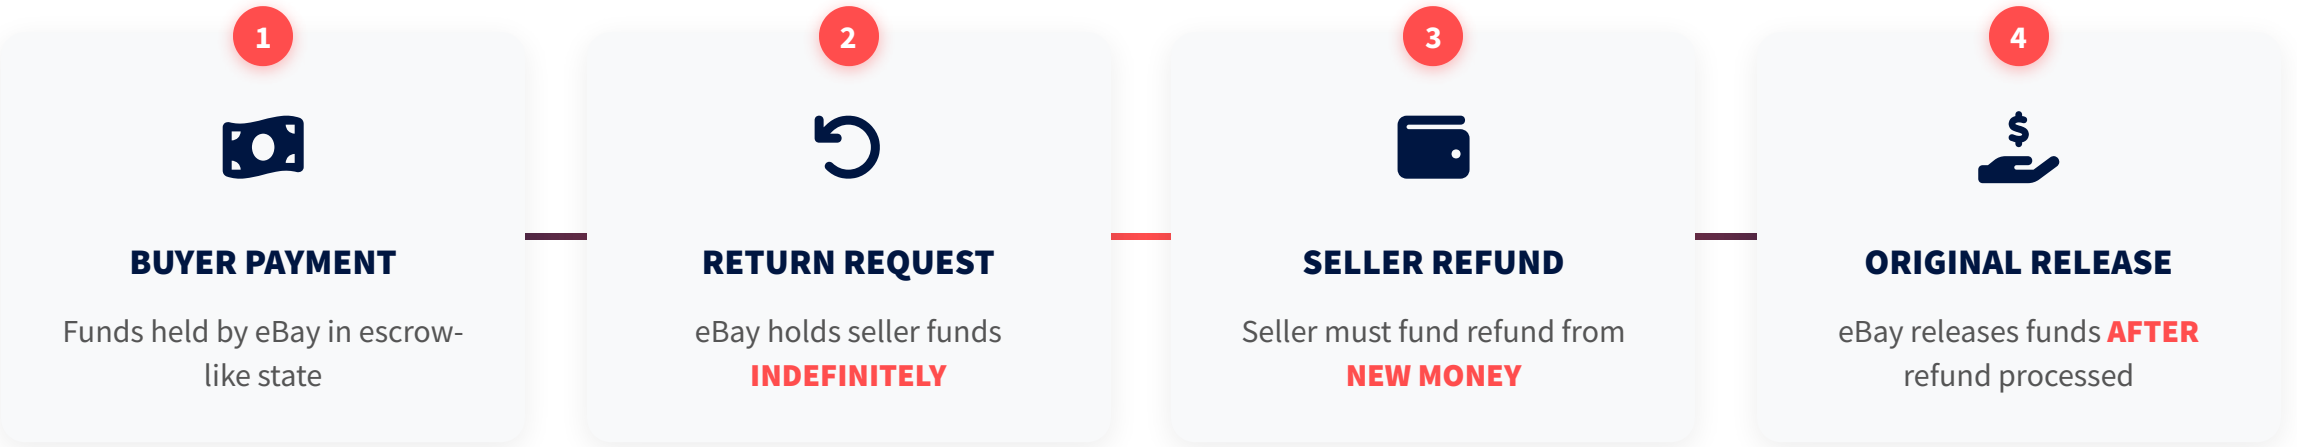 1
BUYER PAYMENT
Funds held by eBay in escrow-
like state
2
RETURN REQUEST
eBay holds seller funds
INDEFINITELY
3
SELLER REFUND
Seller must fund refund from
NEW MONEY
4
ORIGINAL RELEASE
eBay releases funds AFTER
refund processed